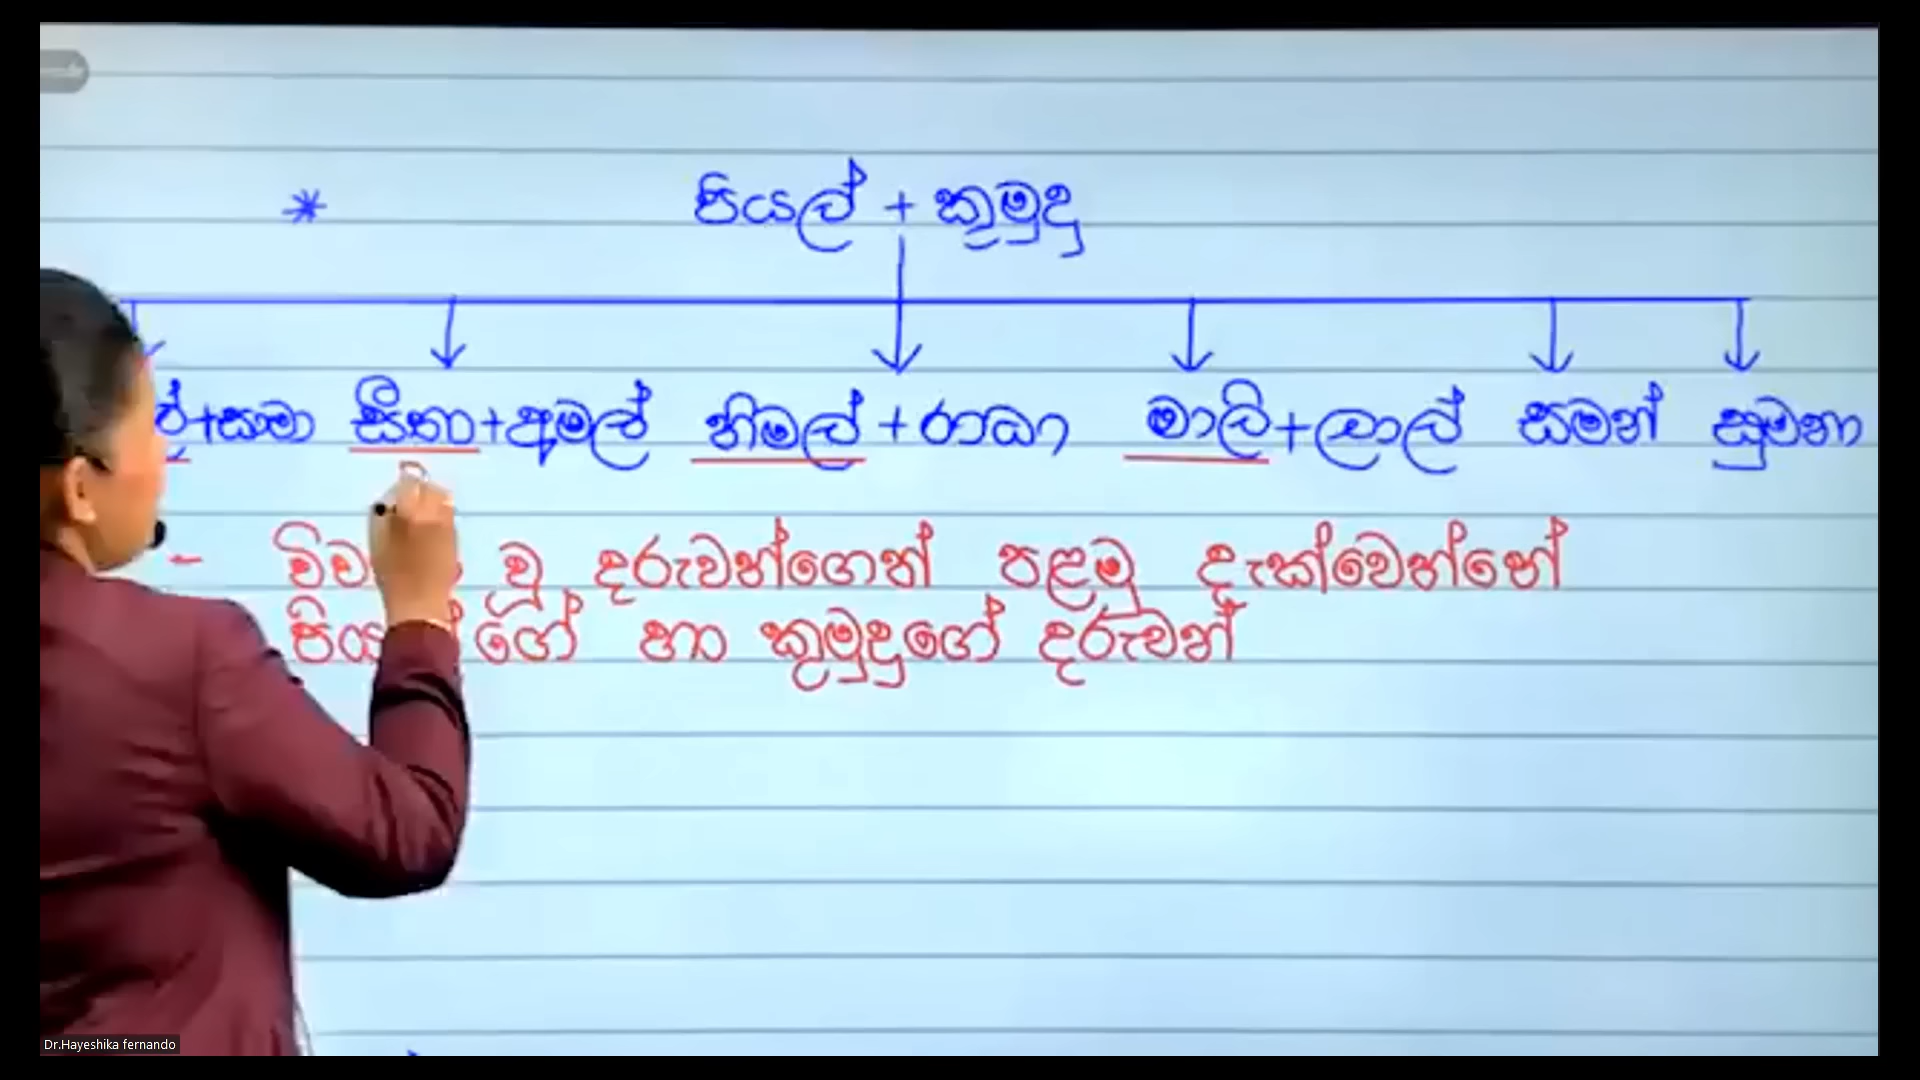 * පියල් + කුමුදු
+සමා සීතා+අමල් නිමල් + රාධා මාලි+ලාල් සමන් සුමනා
- වූ දරුවන්ගෙන් පළමු දැක්වෙන්නේ
ගේ හා කුමුදුගේ දරුවන්
Dr.Hayeshika fernando